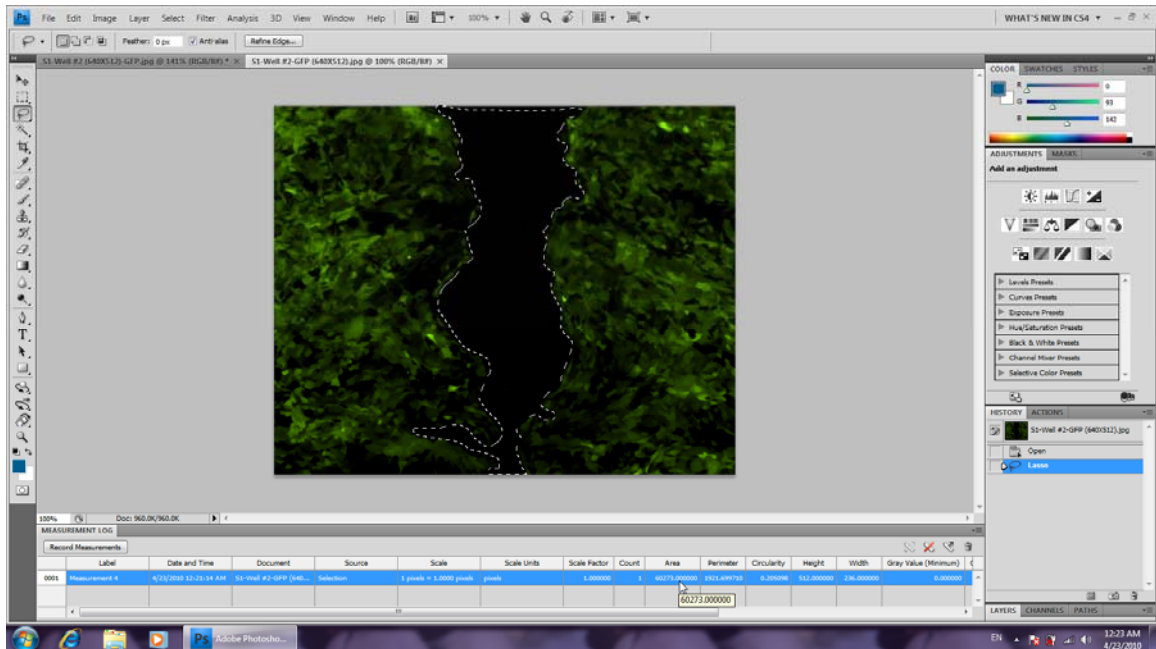 Ps File Edit Image Layer Select Filter Analysis 3D View Window Help Br 100% WHAT'S NEW IN CS4
Feather: 0 px Anti-alias Refine Edge...
S1-Well #2 (640X512)-GFP.jpg @ 141% (RGB/8#) * × S1-Well #2-GFP (640X512).jpg @ 100% (RGB/8#) ×
COLOR SWATCHES STYLES
R 0
G 93
B 142
ADJUSTMENTS MASKS
Add an adjustment
Levels Presets
Curves Presets
Exposure Presets
Hue/Saturation Presets
Black & White Presets
Channel Mixer Presets
Selective Color Presets
HISTORY ACTIONS
S1-Well #2-GFP (640X512).jpg
Open
Lasso
100% Doc: 960.0K/960.0K
MEASUREMENT LOG
Record Measurements
Label Date and Time Document Source Scale Scale Units Scale Factor Count Area Perimeter Circularity Height Width Gray Value (Minimum)
0001 Measurement 4 4/23/2010 12:21:14 AM S1-Well #2-GFP (640... Selection 1 pixels = 1.0000 pixels pixels 1.000000 1 60273.000000 1921.699710 0.205098 512.000000 236.000000 0.000000
60273.000000
LAYERS CHANNELS PATHS
Ps Adobe Photosho... EN 12:23 AM
4/23/2010